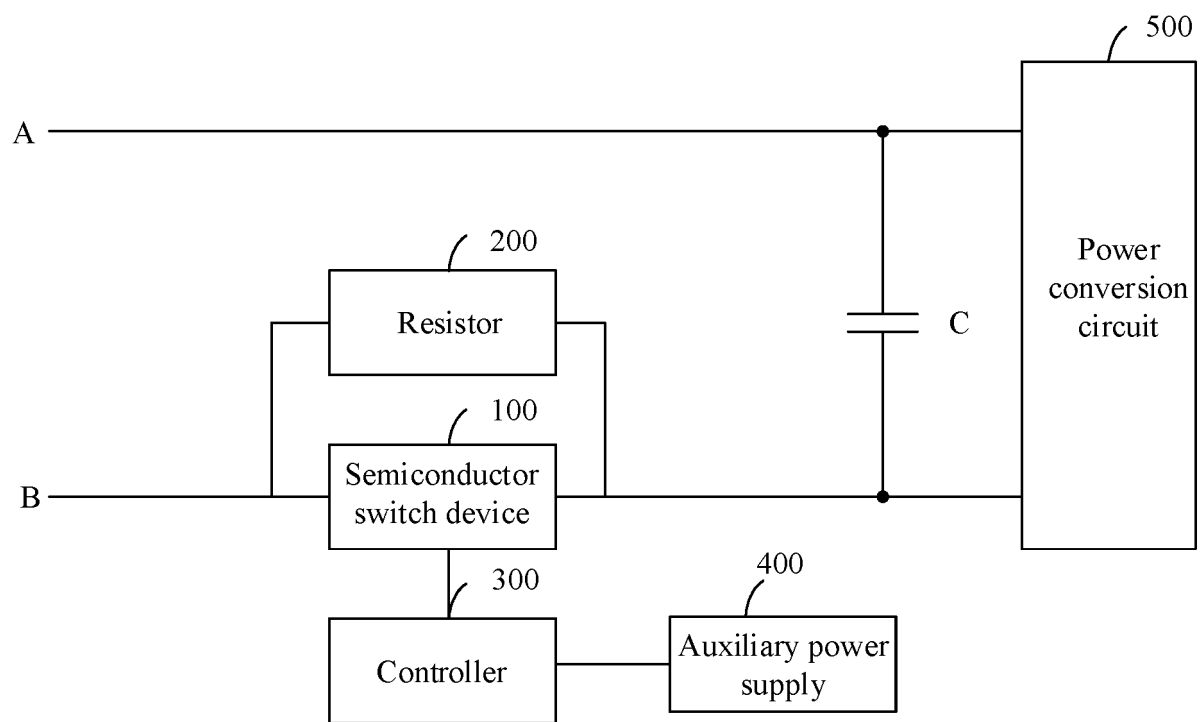 500
A
Power
conversion
circuit
200
Resistor
C
100
Semiconductor
switch device
B
300
Controller
400
Auxiliary power
supply